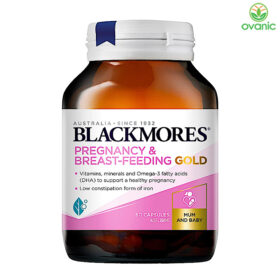 ovanic
AUSTRALIA - SINCE 1932
BLACKMORES®
PREGNANCY &
BREAST-FEEDING GOLD
• Vitamins, minerals and Omega-3 fatty acids
(DHA) to support a healthy pregnancy
• Low constipation form of iron
CAPSULES
MUM
AND BABY